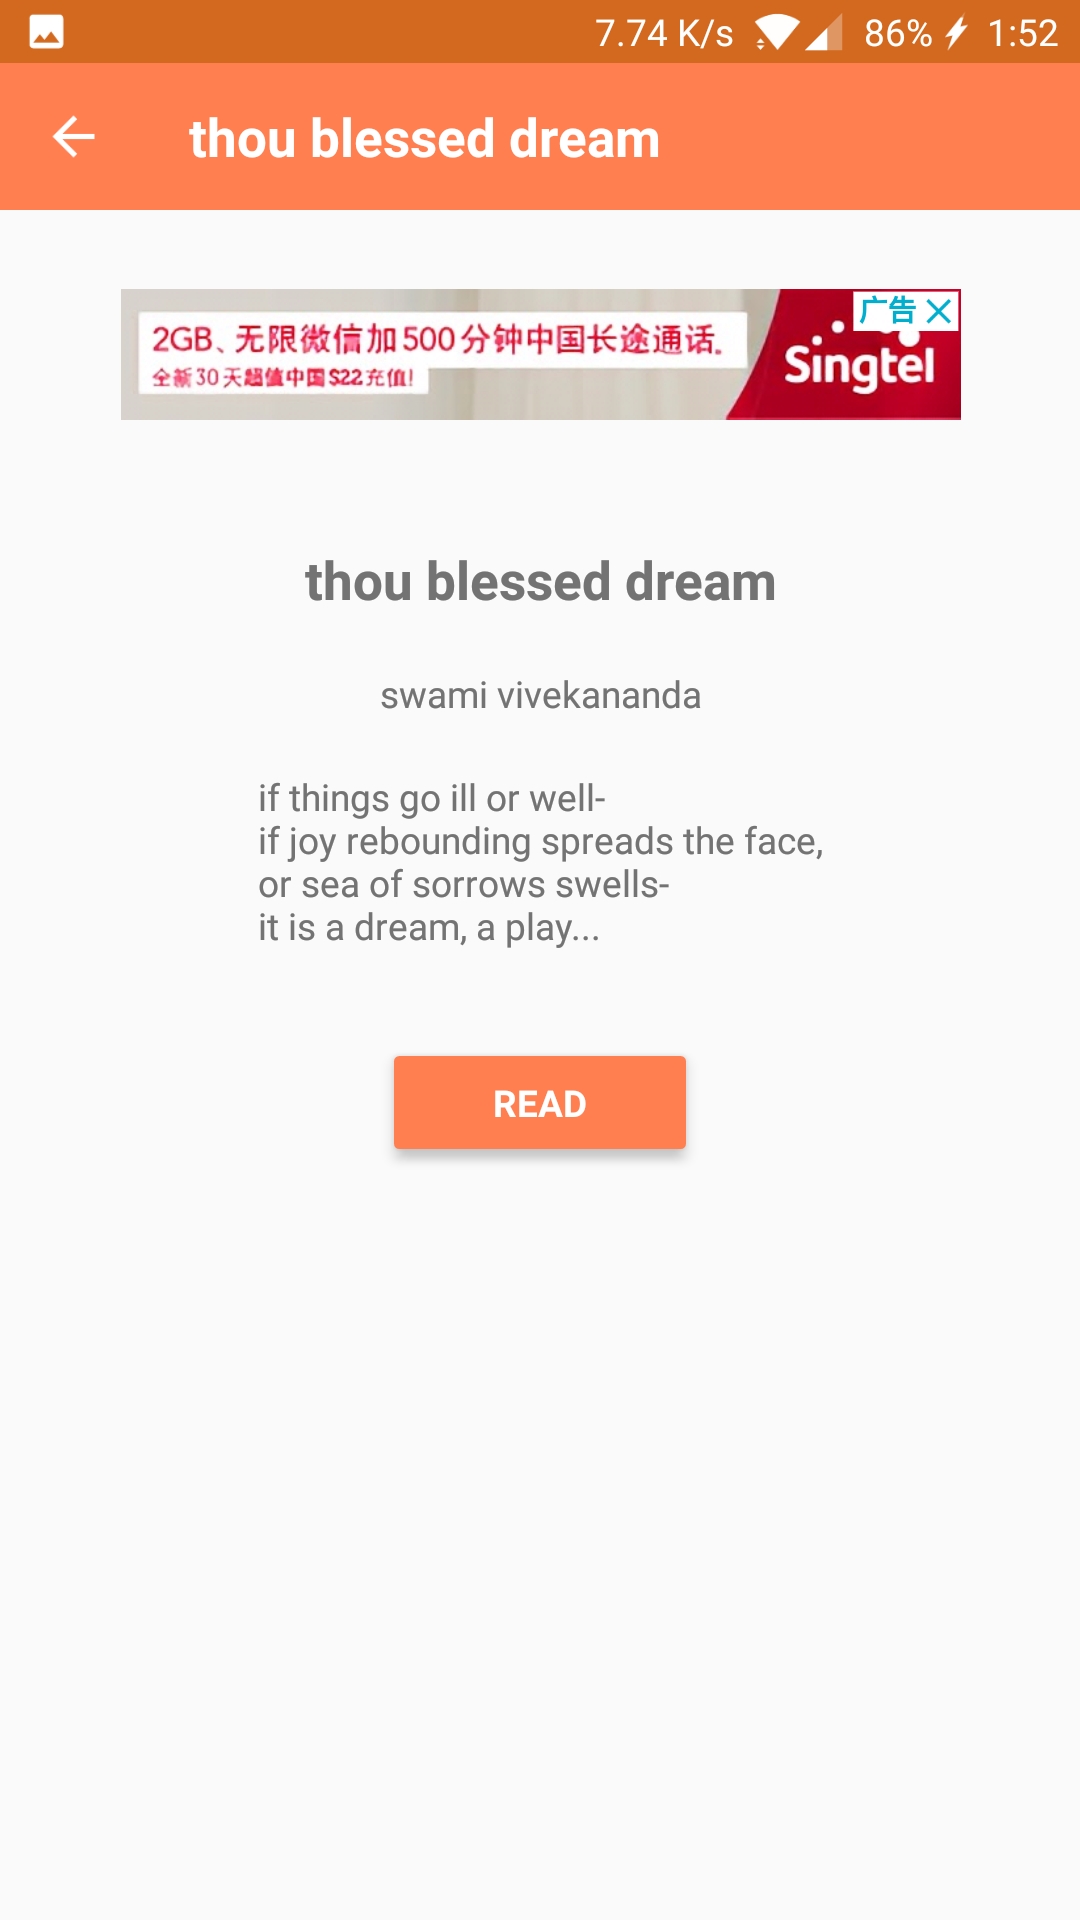 7.74 K/s 86% 1:52
thou blessed dream
广告
2GB、无限微信加500分钟中国长途通话.
全新30天超值中国$22充值!
Singtel
thou blessed dream
swami vivekananda
if things go ill or well-
if joy rebounding spreads the face,
or sea of sorrows swells-
it is a dream, a play...
READ